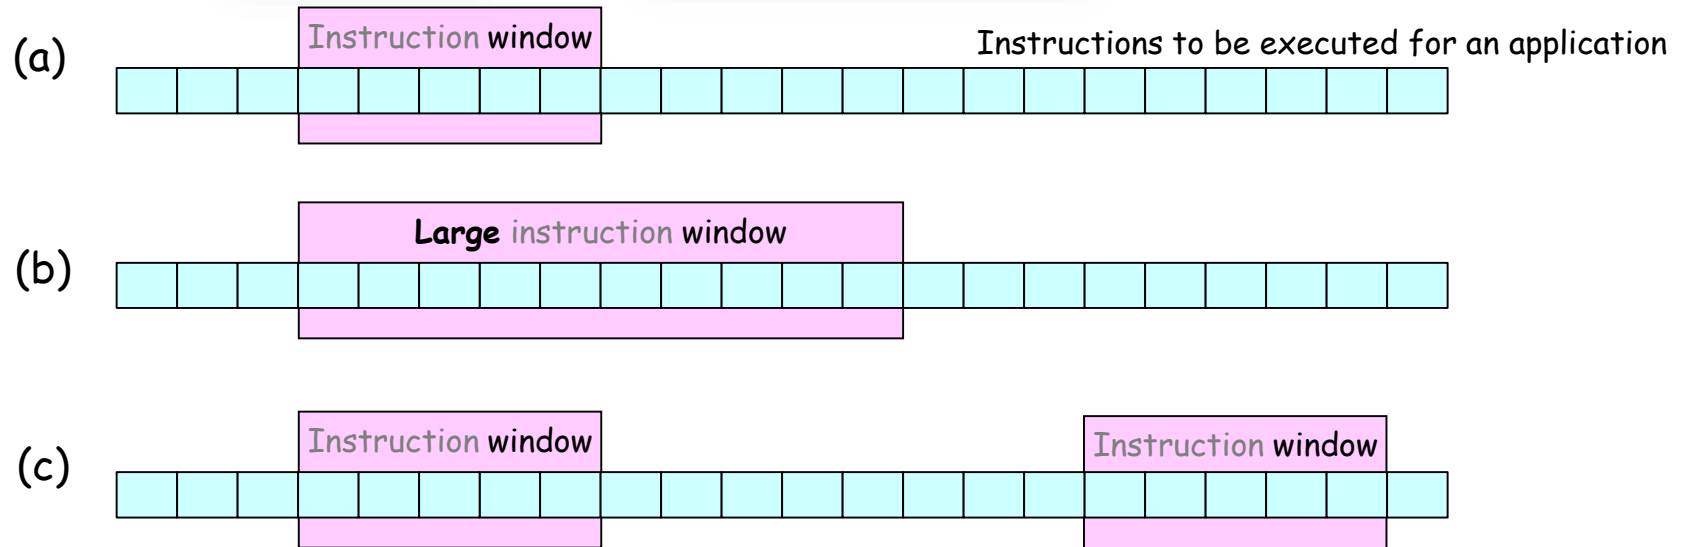 (a)
Instruction window
Instructions to be executed for an application
(b)
Large instruction window
(c)
Instruction window
Instruction window